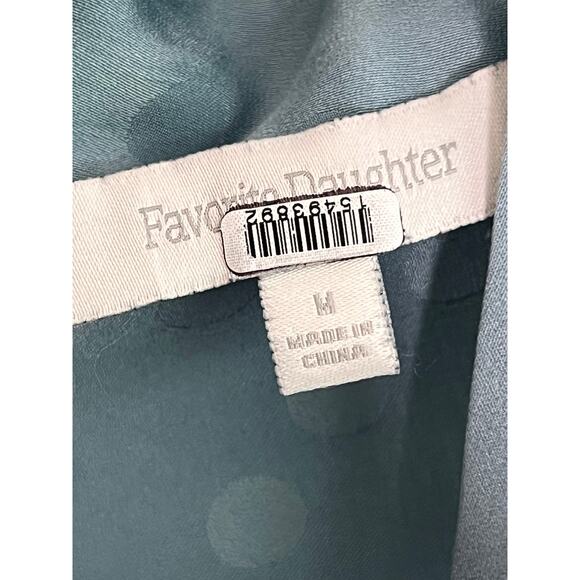 Favorite Daughter
15493892
M
MADE IN
CHINA